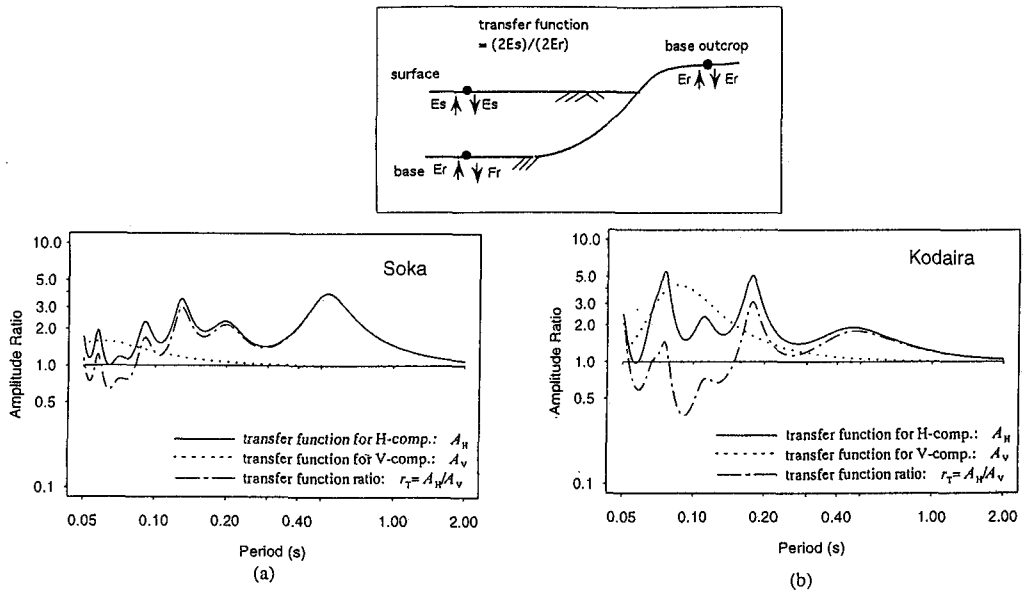 transfer function
= (2Es)/(2Er)
base outcrop
Er Er
surface
Es Es
base Er Fr
10.0
5.0
3.0
2.0
1.0
0.5
0.1
Amplitude Ratio
Soka
transfer function for H-comp.: A_H
transfer function for V-comp.: A_V
transfer function ratio: r_T = A_H/A_V
0.05 0.10 0.20 0.40 1.00 2.00
Period (s)
(a)
10.0
5.0
3.0
2.0
1.0
0.5
0.1
Amplitude Ratio
Kodaira
transfer function for H-comp.: A_H
transfer function for V-comp.: A_V
transfer function ratio: r_T = A_H/A_V
0.05 0.10 0.20 0.40 1.00 2.00
Period (s)
(b)